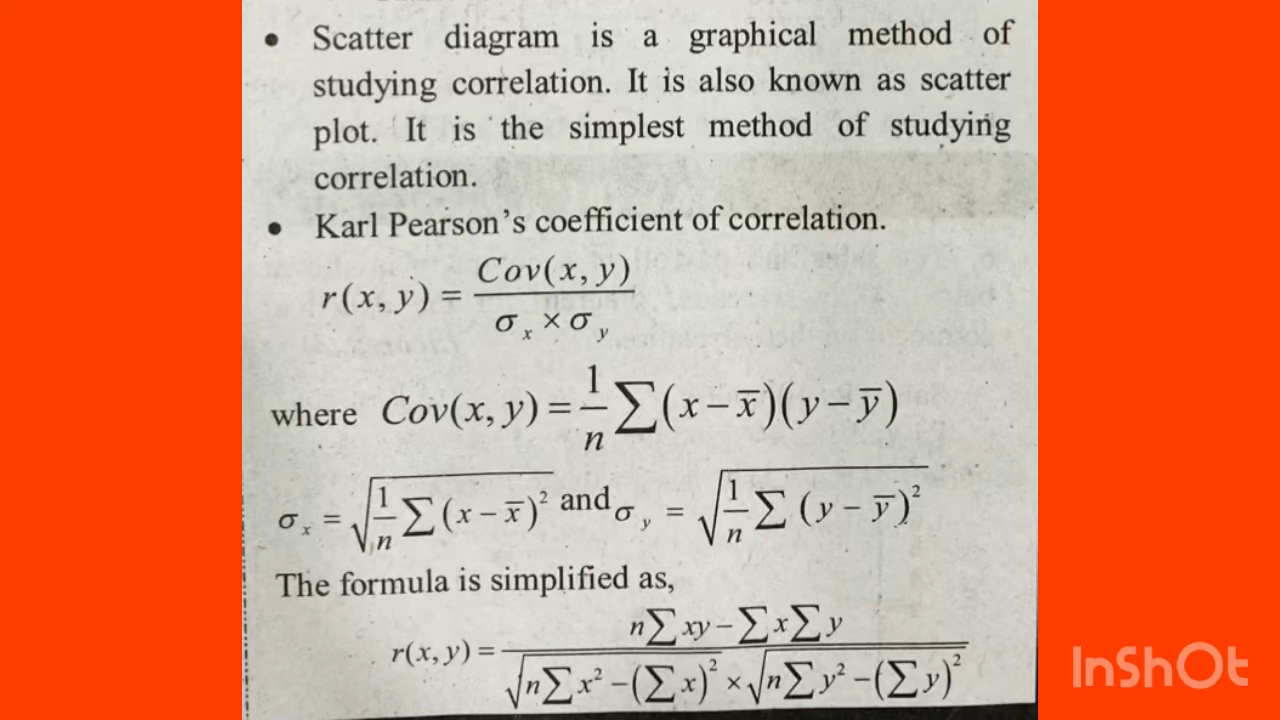 • Scatter diagram is a graphical method of
studying correlation. It is also known as scatter
plot. It is the simplest method of studying
correlation.
• Karl Pearson's coefficient of correlation.
r(x, y) = Cov(x, y) / σₓ × σᵧ
where Cov(x, y) = 1/n ∑(x − x̅)(y − y̅)
σₓ = √(1/n ∑(x − x̅)²) and σᵧ = √(1/n ∑(y − y̅)²)
The formula is simplified as,
r(x, y) = n∑xy − ∑x∑y / √(n∑x² − (∑x)²) × √(n∑y² − (∑y)²)
InShOt